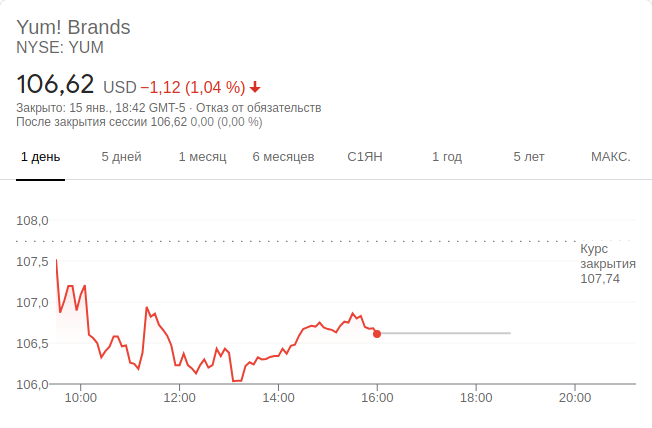 Yum! Brands
NYSE: YUM
106,62 USD −1,12 (1,04 %)
Закрыто: 15 янв., 18:42 GMT-5 · Отказ от обязательств
После закрытия сессии 106,62 0,00 (0,00 %)
1 день 5 дней 1 месяц 6 месяцев С1ЯН 1 год 5 лет МАКС.
108,0
Курс
закрытия
107,74
107,5
107,0
106,5
106,0
10:00 12:00 14:00 16:00 18:00 20:00